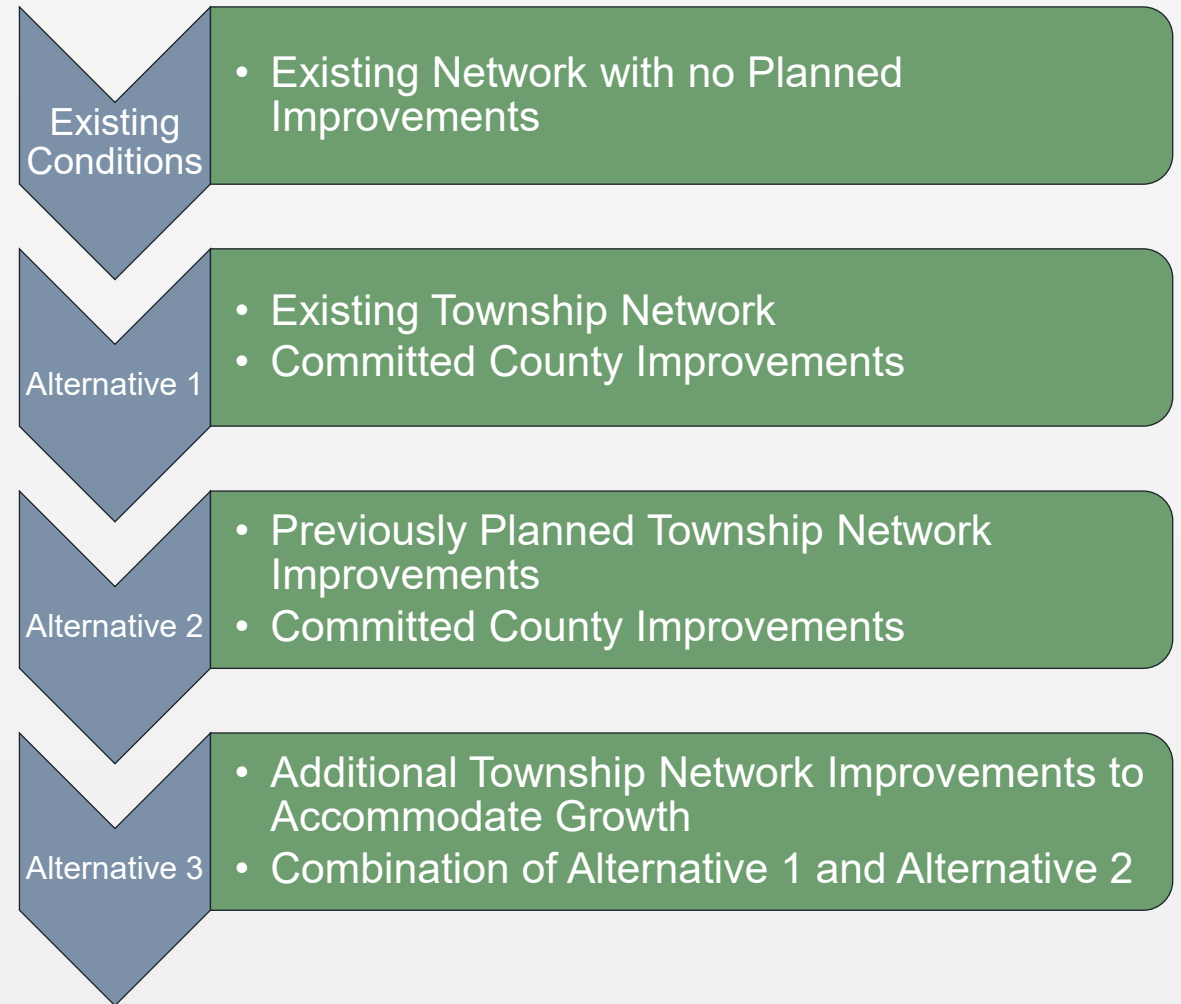 Existing
Conditions
• Existing Network with no Planned
Improvements
Alternative 1
• Existing Township Network
• Committed County Improvements
Alternative 2
• Previously Planned Township Network
Improvements
• Committed County Improvements
Alternative 3
• Additional Township Network Improvements to
Accommodate Growth
• Combination of Alternative 1 and Alternative 2